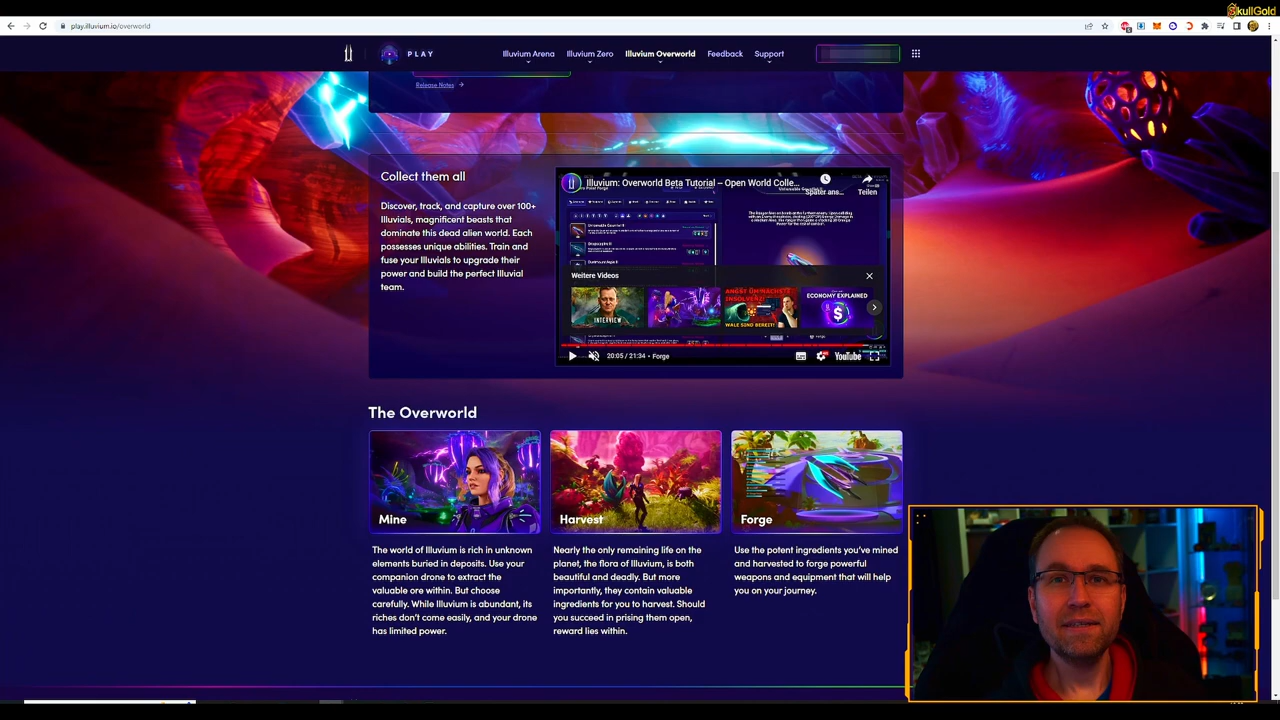 SkullGold
play.illuvium.io/overworld
PLAY
Illuvium Arena
Illuvium Zero
Illuvium Overworld
Feedback
Support
Release Notes
Collect them all
Discover, track, and capture over 100+
Illuvials, magnificent beasts that
dominate this dead alien world. Each
possesses unique abilities. Train and
fuse your Illuvials to upgrade their
power and build the perfect Illuvial
team.
Illuvium: Overworld Beta Tutorial – Open World Colle...
Später ans...
Teilen
Weitere Videos
INTERVIEW
ANGST UM NÄCHSTE
INSOLVENZ
WALE SIND BEREIT!
ECONOMY EXPLAINED
20:05 / 21:34 • Forge
YouTube
The Overworld
Mine
Harvest
Forge
The world of Illuvium is rich in unknown
elements buried in deposits. Use your
companion drone to extract the
valuable ore within. But choose
carefully. While Illuvium is abundant, its
riches don't come easily, and your drone
has limited power.
Nearly the only remaining life on the
planet, the flora of Illuvium, is both
beautiful and deadly. But more
importantly, they contain valuable
ingredients for you to harvest. Should
you succeed in prising them open,
reward lies within.
Use the potent ingredients you've mined
and harvested to forge powerful
weapons and equipment that will help
you on your journey.